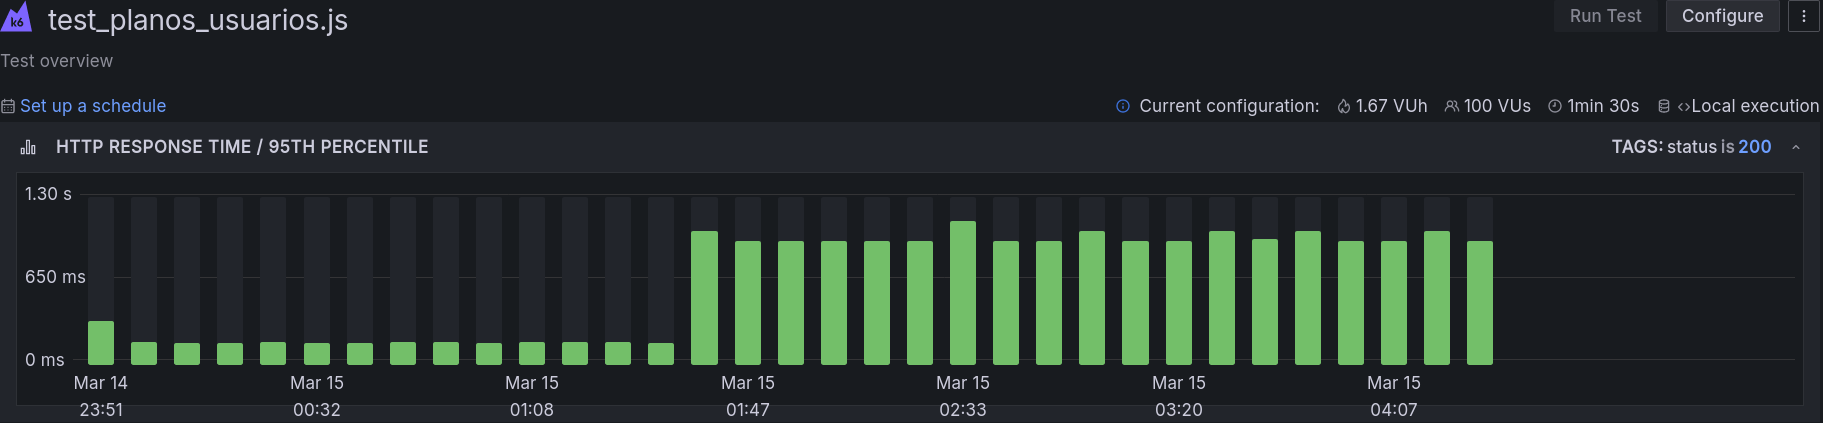 k6 test_planos_usuarios.js
Run Test Configure
Test overview
Set up a schedule
Current configuration: 1.67 VUh 100 VUs 1min 30s <>Local execution
HTTP RESPONSE TIME / 95TH PERCENTILE
TAGS: status is 200
1.30 s
650 ms
0 ms
Mar 14 Mar 15 Mar 15 Mar 15 Mar 15 Mar 15 Mar 15
23:51 00:32 01:08 01:47 02:33 03:20 04:07